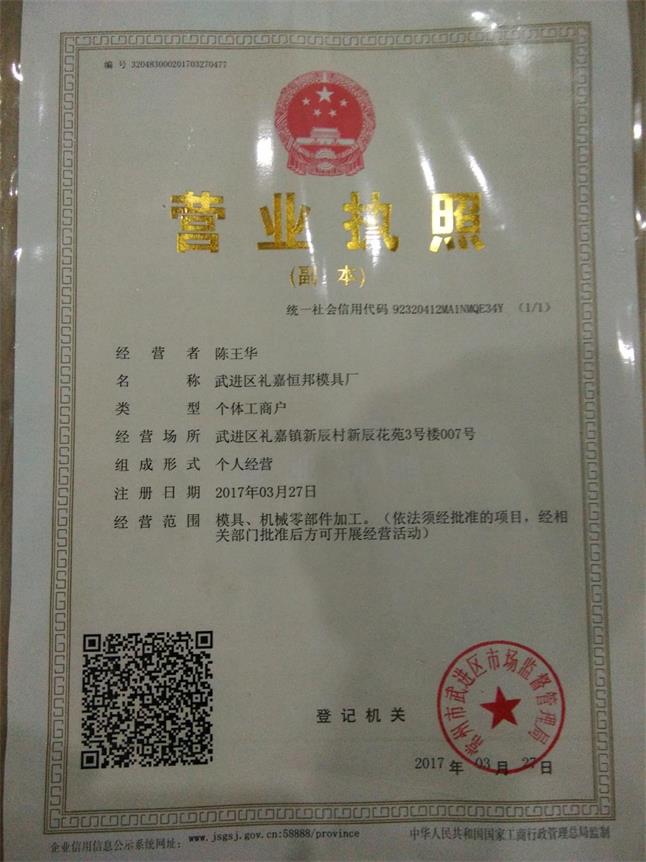 编 号 320483000201703270477
营业执照
(副 本)
统一社会信用代码 92320412MA1NMQE34Y (1/1)
经 营 者 陈王华
名 称 武进区礼嘉恒邦模具厂
类 型 个体工商户
经 营 场 所 武进区礼嘉镇新辰村新辰花苑3号楼007号
组 成 形 式 个人经营
注 册 日 期 2017年03月27日
经 营 范 围 模具、机械零部件加工。（依法须经批准的项目，经相
关部门批准后方可开展经营活动）
常州市武进区市场监督管理局
登 记 机 关
2017 年 03 月 27 日
企业信用信息公示系统网址： www.jsgsj.gov.cn:58888/province
中华人民共和国国家工商行政管理总局监制